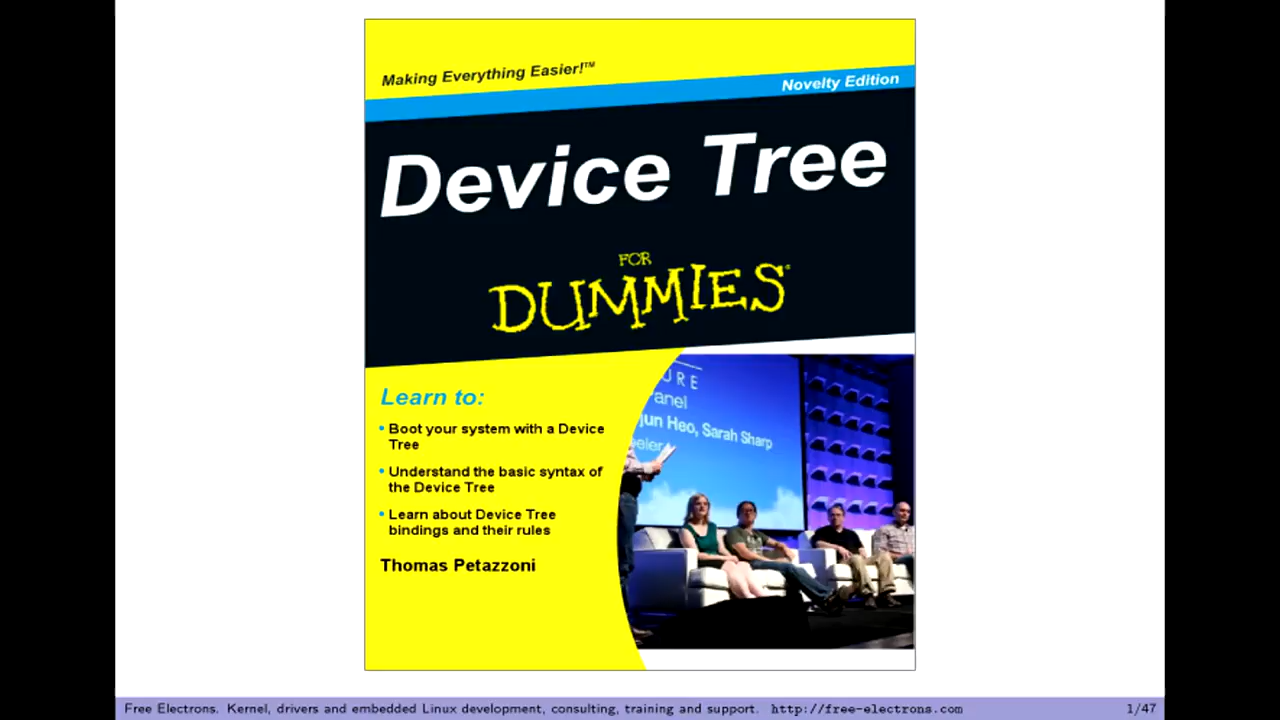 Making Everything Easier!™
Novelty Edition
Device Tree
FOR
DUMMIES®
Learn to:
• Boot your system with a Device
Tree
• Understand the basic syntax of
the Device Tree
• Learn about Device Tree
bindings and their rules
Thomas Petazzoni
URE
anel
jun Heo, Sarah Sharp
eeler
Free Electrons. Kernel, drivers and embedded Linux development, consulting, training and support. http://free-electrons.com
1/47